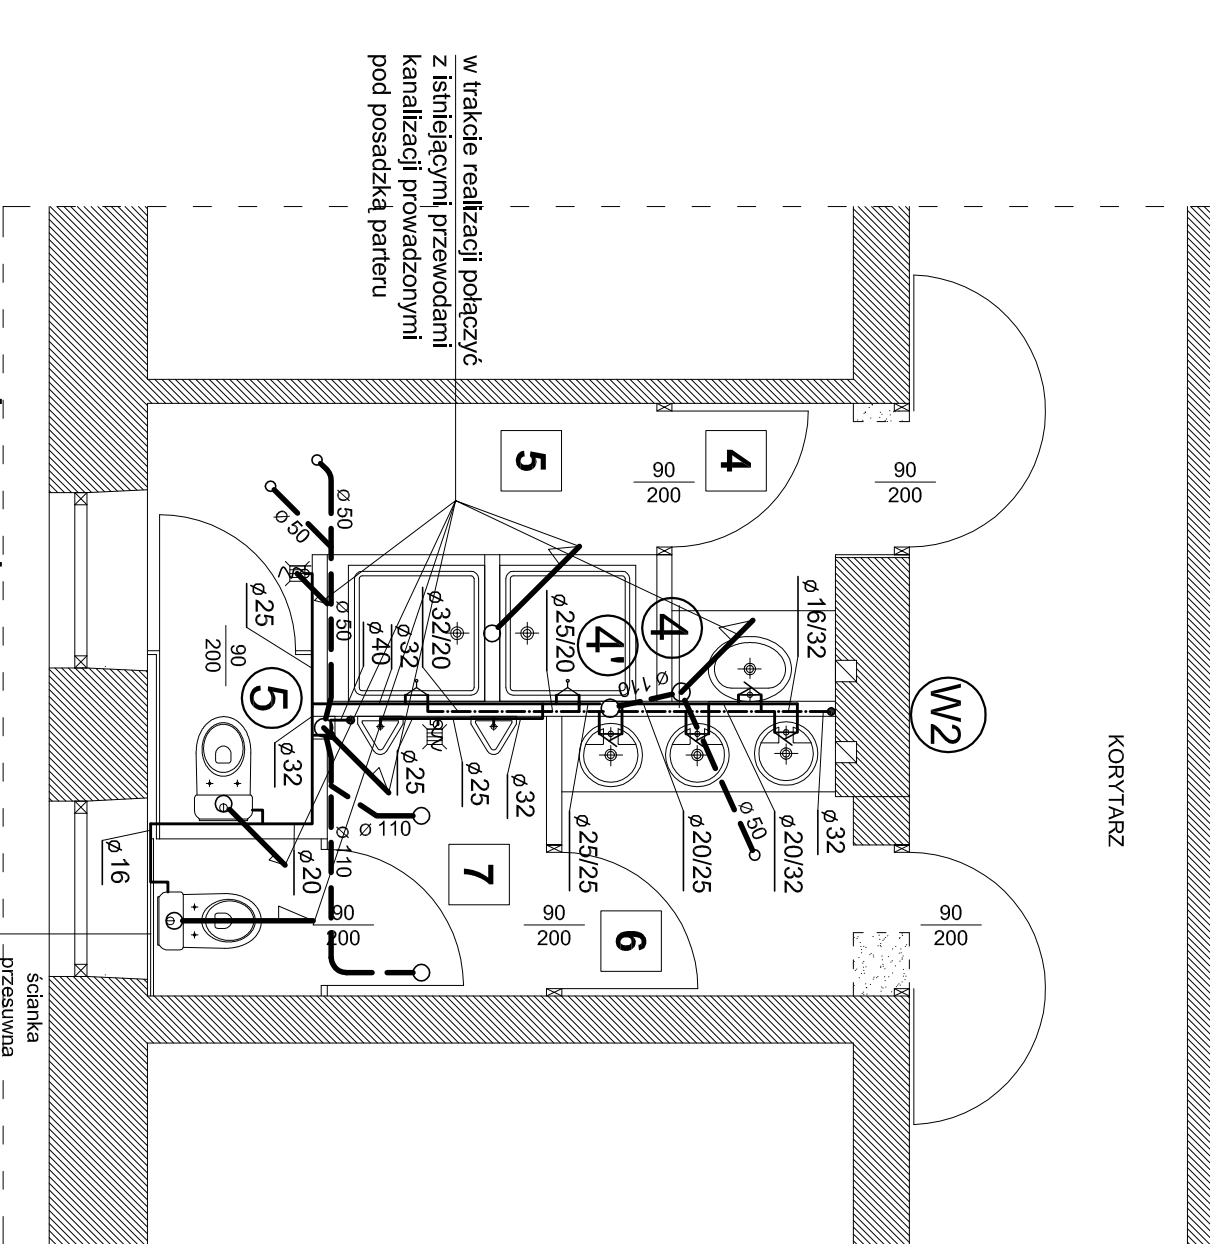 w trakcie realizacji połączyć
z istniejącymi przewodami
kanalizacji prowadzonymi
pod posadzką parteru
KORYTARZ
W2
90
200
90
200
4
5
ø 50
ø 50
ø 50
ø 25
90
200
5
ø 40
ø 32
ø 32/20
ø 25/20
4'
4
ø 110
ø 16/32
ø 32
ø 25
ø 25
ø 32
ø 25/25
ø 20/25
ø 20/32
ø 32
ø 50
ø 110
ø 110
ø 20
ø 16
7
6
90
200
90
200
90
200
ścianka
przesuwna